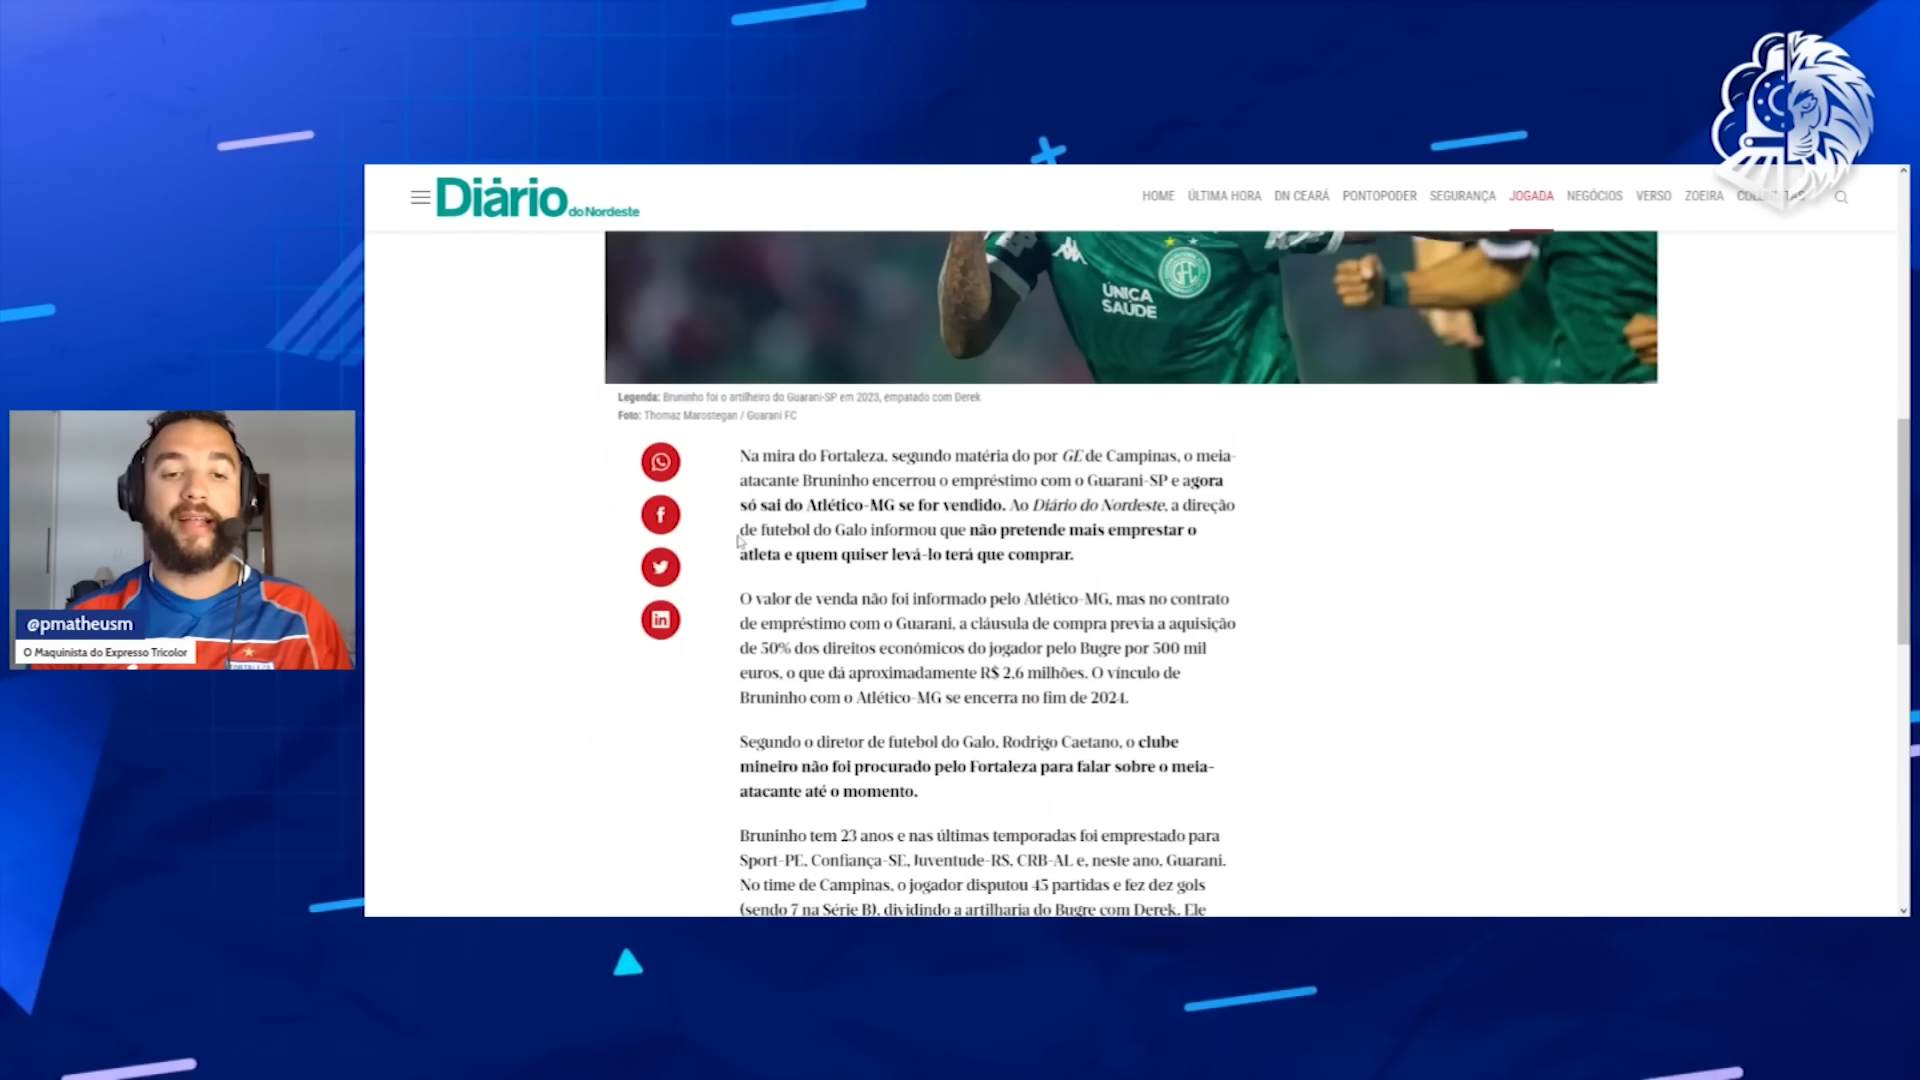 Diário do Nordeste
HOME ÚLTIMA HORA DN CEARÁ PONTOPODER SEGURANÇA JOGADA NEGÓCIOS VERSO ZOEIRA
ÚNICA
SAÚDE
Legenda: Bruninho foi o artilheiro do Guarani-SP em 2023, empatado com Derek
Foto: Thomaz Marostegan / Guarani FC
Na mira do Fortaleza, segundo matéria do por GE de Campinas, o meia-
atacante Bruninho encerrou o empréstimo com o Guarani-SP e agora
só sai do Atlético-MG se for vendido. Ao Diário do Nordeste, a direção
de futebol do Galo informou que não pretende mais emprestar o
atleta e quem quiser levá-lo terá que comprar.
O valor de venda não foi informado pelo Atlético-MG, mas no contrato
de empréstimo com o Guarani, a cláusula de compra previa a aquisição
de 50% dos direitos econômicos do jogador pelo Bugre por 500 mil
euros, o que dá aproximadamente R$ 2,6 milhões. O vínculo de
Bruninho com o Atlético-MG se encerra no fim de 2024.
Segundo o diretor de futebol do Galo, Rodrigo Caetano, o clube
mineiro não foi procurado pelo Fortaleza para falar sobre o meia-
atacante até o momento.
Bruninho tem 23 anos e nas últimas temporadas foi emprestado para
Sport-PE, Confiança-SE, Juventude-RS, CRB-AL e, neste ano, Guarani.
No time de Campinas, o jogador disputou 45 partidas e fez dez gols
(sendo 7 na Série B), dividindo a artilharia do Bugre com Derek. Ele
@pmatheusm
O Maquinista do Expresso Tricolor